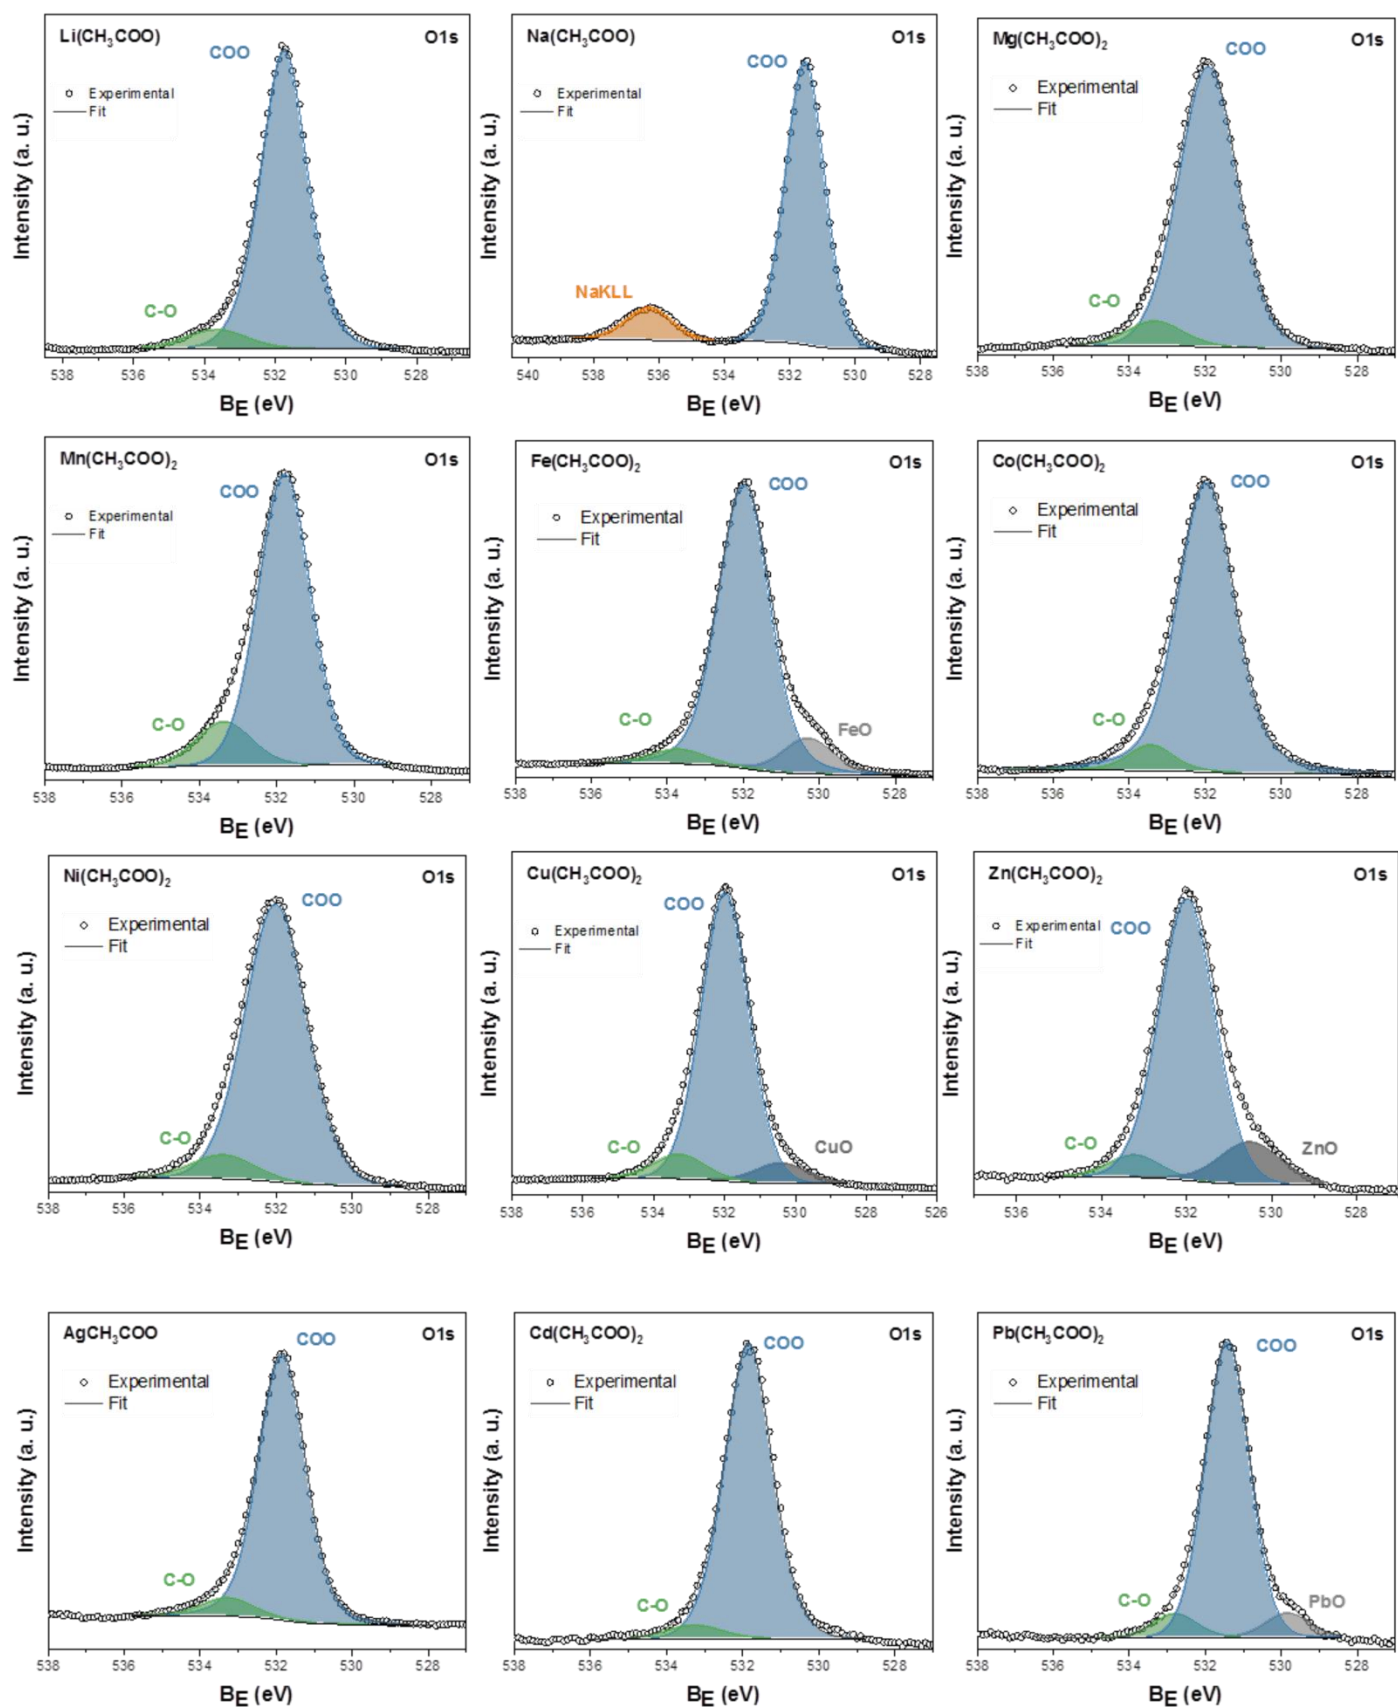 Li(CH₃COO) COO O1s
Experimental
Fit
C-O
Intensity (a. u.)
538 536 534 532 530 528
BE (eV)
Na(CH₃COO) COO O1s
Experimental
Fit
NaKLL
Intensity (a. u.)
540 538 536 534 532 530 528
BE (eV)
Mg(CH₃COO)₂ COO O1s
Experimental
Fit
C-O
Intensity (a. u.)
538 536 534 532 530 528
BE (eV)
Mn(CH₃COO)₂ O1s
COO
Experimental
Fit
C-O
Intensity (a. u.)
538 536 534 532 530 528
BE (eV)
Fe(CH₃COO)₂ O1s
COO
Experimental
Fit
C-O FeO
Intensity (a. u.)
538 536 534 532 530 528
BE (eV)
Co(CH₃COO)₂ O1s
COO
Experimental
Fit
C-O
Intensity (a. u.)
538 536 534 532 530 528
BE (eV)
Ni(CH₃COO)₂ O1s
COO
Experimental
Fit
C-O
Intensity (a. u.)
538 536 534 532 530 528
BE (eV)
Cu(CH₃COO)₂ O1s
COO
Experimental
Fit
C-O CuO
Intensity (a. u.)
538 536 534 532 530 528 526
BE (eV)
Zn(CH₃COO)₂ O1s
Experimental COO
Fit
C-O ZnO
Intensity (a. u.)
536 534 532 530 528
BE (eV)
AgCH₃COO COO O1s
Experimental
Fit
C-O
Intensity (a. u.)
538 536 534 532 530 528
BE (eV)
Cd(CH₃COO)₂ O1s
COO
Experimental
Fit
C-O
Intensity (a. u.)
538 536 534 532 530 528
BE (eV)
Pb(CH₃COO)₂ O1s
COO
Experimental
Fit
C-O PbO
Intensity (a. u.)
538 536 534 532 530 528
BE (eV)